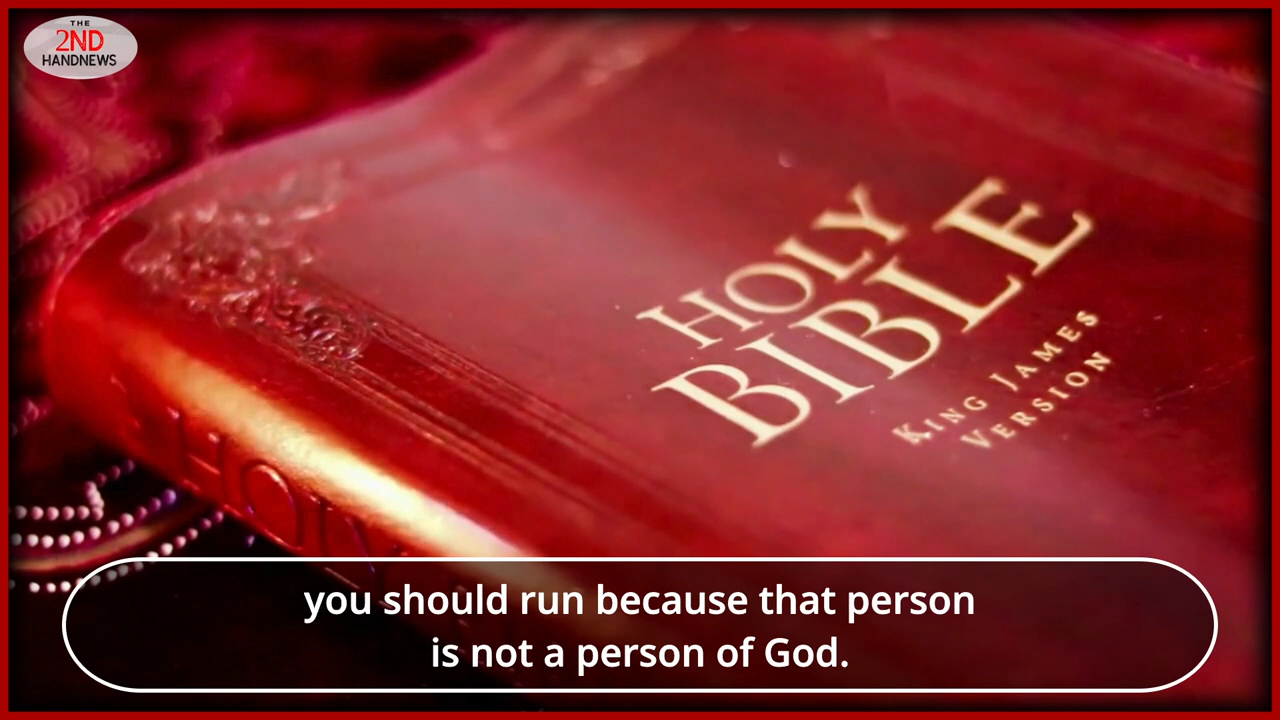 THE
2ND
HANDNEWS
HOLY
BIBLE
KING JAMES
VERSION
HOLY
you should run because that person
is not a person of God.